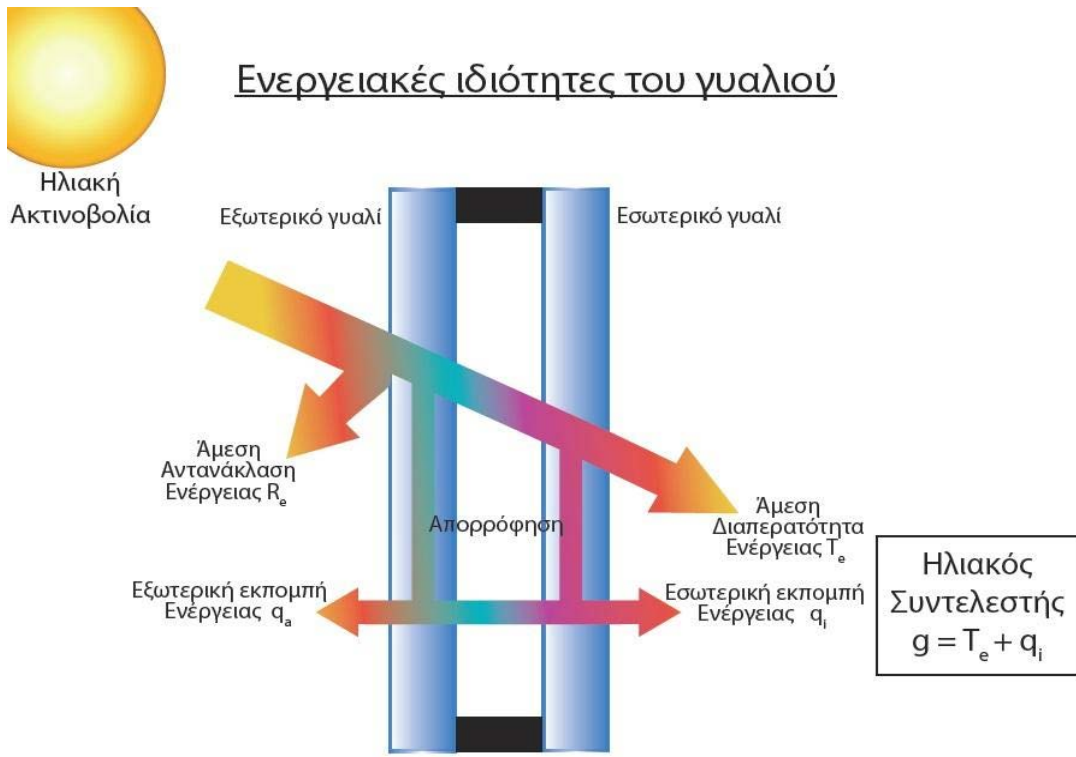 Ενεργειακές ιδιότητες του γυαλιού
Ηλιακή
Ακτινοβολία
Εξωτερικό γυαλί
Εσωτερικό γυαλί
Άμεση
Αντανάκλαση
Ενέργειας Re
Απορρόφηση
Άμεση
Διαπερατότητα
Ενέργειας Te
Εξωτερική εκπομπή
Ενέργειας qa
Εσωτερική εκπομπή
Ενέργειας qi
Ηλιακός
Συντελεστής
g = Te + qi